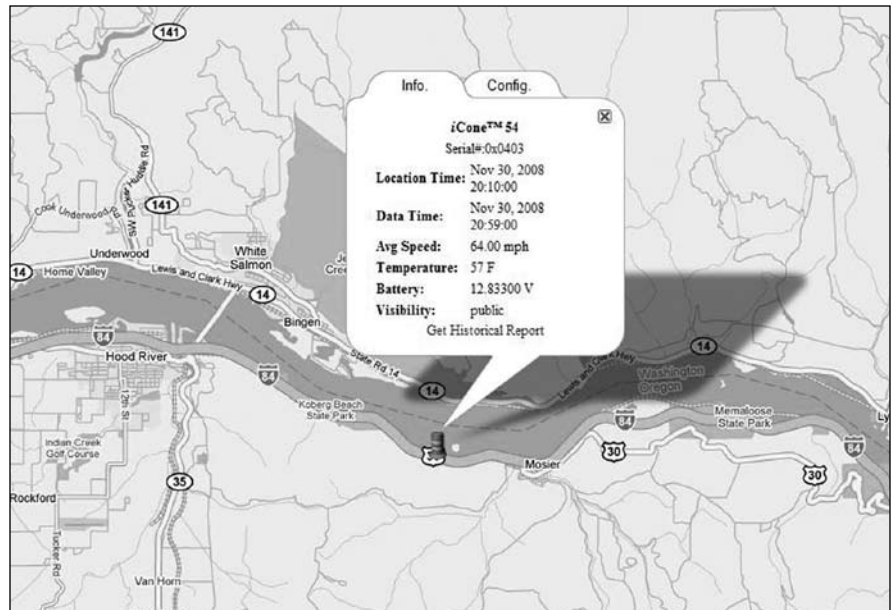 141
Info.
Config.
iCone™ 54
Serial#:0x0403
Location Time:
Nov 30, 2008
20:10:00
Data Time:
Nov 30, 2008
20:59:00
Avg Speed:
64.00 mph
Temperature:
57 F
Battery:
12.83300 V
Visibility:
public
Get Historical Report
141
141
Cook Underwood Rd
Underwood
White
Salmon
14
Home Valley
Lewis and Clark Hwy
14
Bingen
State Rd 14
14
Lewis and Clark Hwy
14
Washington
Oregon
84
Hood River
84
Koberg Beach
State Park
12th St
Indian Creek
Golf Course
Memaloose
State Park
84
84
Mosier
30
30
Rockford
35
Tucker Rd
Van Horn